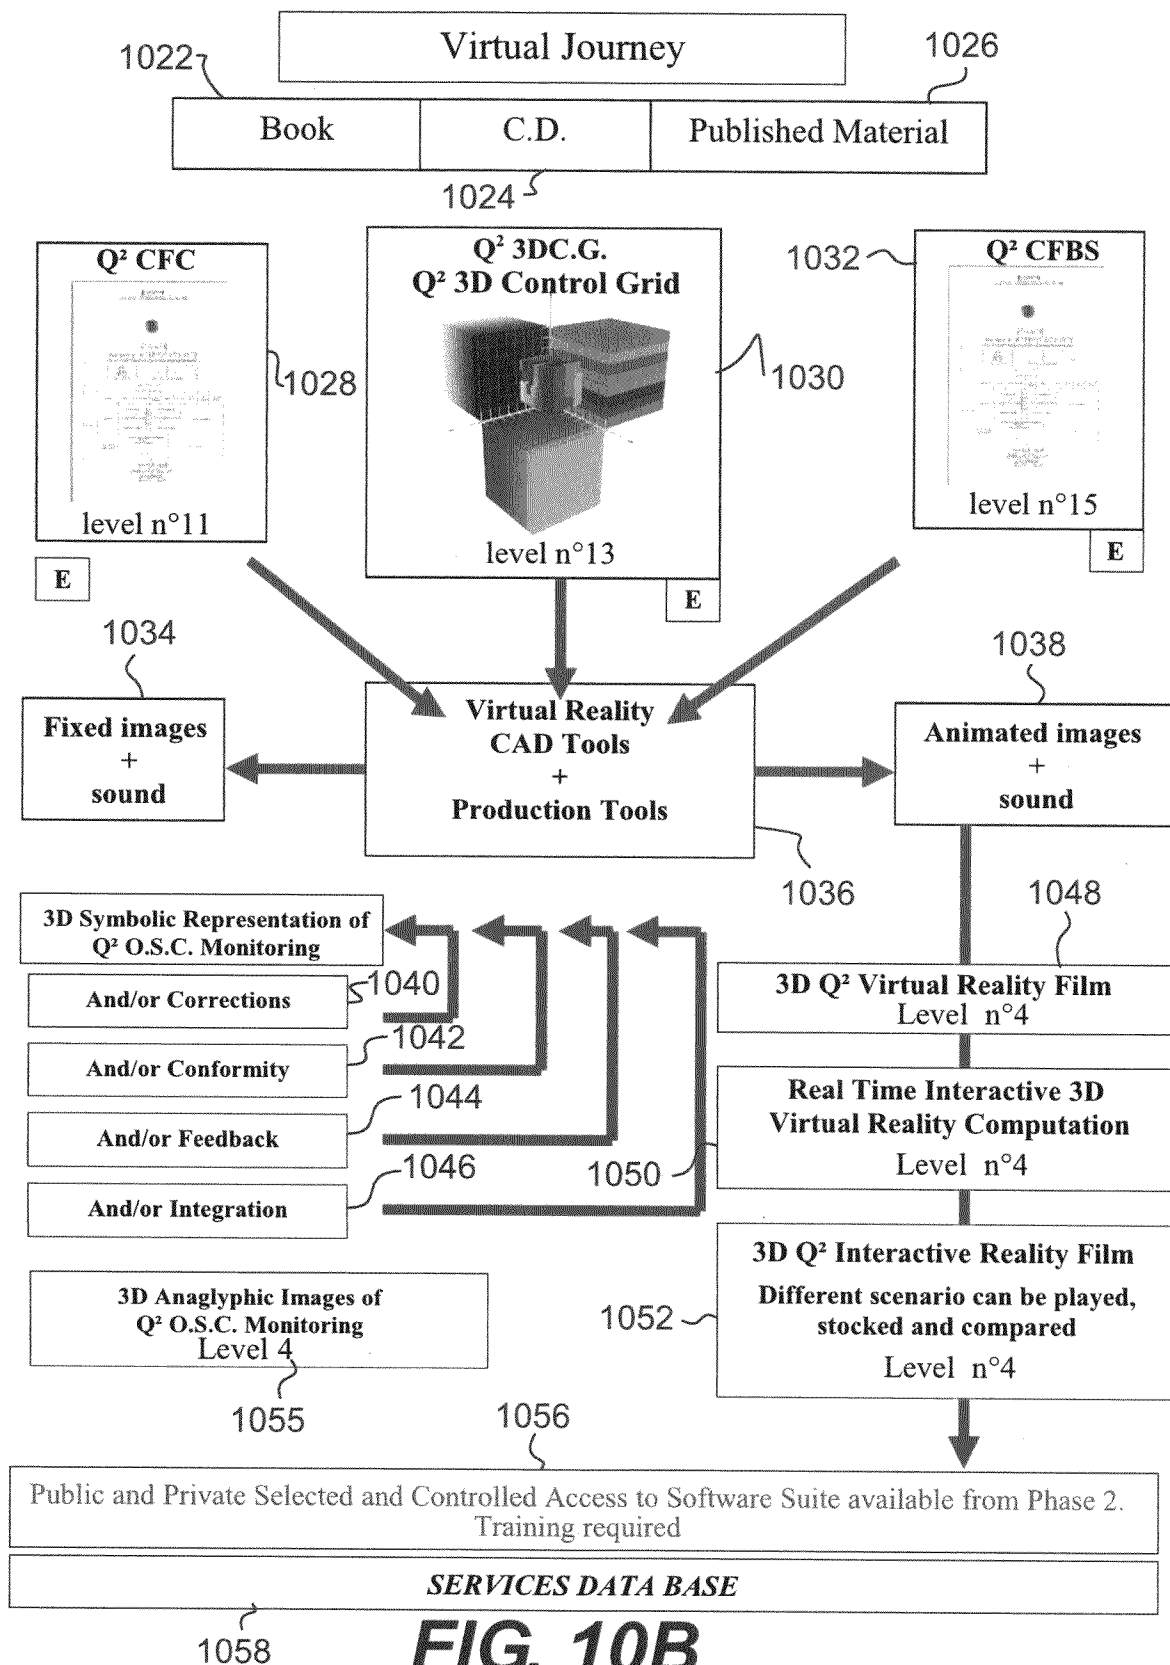 Virtual Journey
1022
1026
Book
C.D.
Published Material
1024
Q² CFC
level n°11
E
1028
Q² 3DC.G.
Q² 3D Control Grid
level n°13
E
1030
1032
Q² CFBS
level n°15
E
1034
1038
Fixed images
+
sound
Virtual Reality
CAD Tools
+
Production Tools
Animated images
+
sound
1036
1048
3D Symbolic Representation of
Q² O.S.C. Monitoring
And/or Corrections
1040
And/or Conformity
1042
And/or Feedback
1044
And/or Integration
1046
3D Q² Virtual Reality Film
Level n°4
Real Time Interactive 3D
Virtual Reality Computation
Level n°4
1050
3D Q² Interactive Reality Film
Different scenario can be played,
stocked and compared
Level n°4
1052
3D Anaglyphic Images of
Q² O.S.C. Monitoring
Level 4
1055
1056
Public and Private Selected and Controlled Access to Software Suite available from Phase 2.
Training required
SERVICES DATA BASE
1058
FIG. 10B